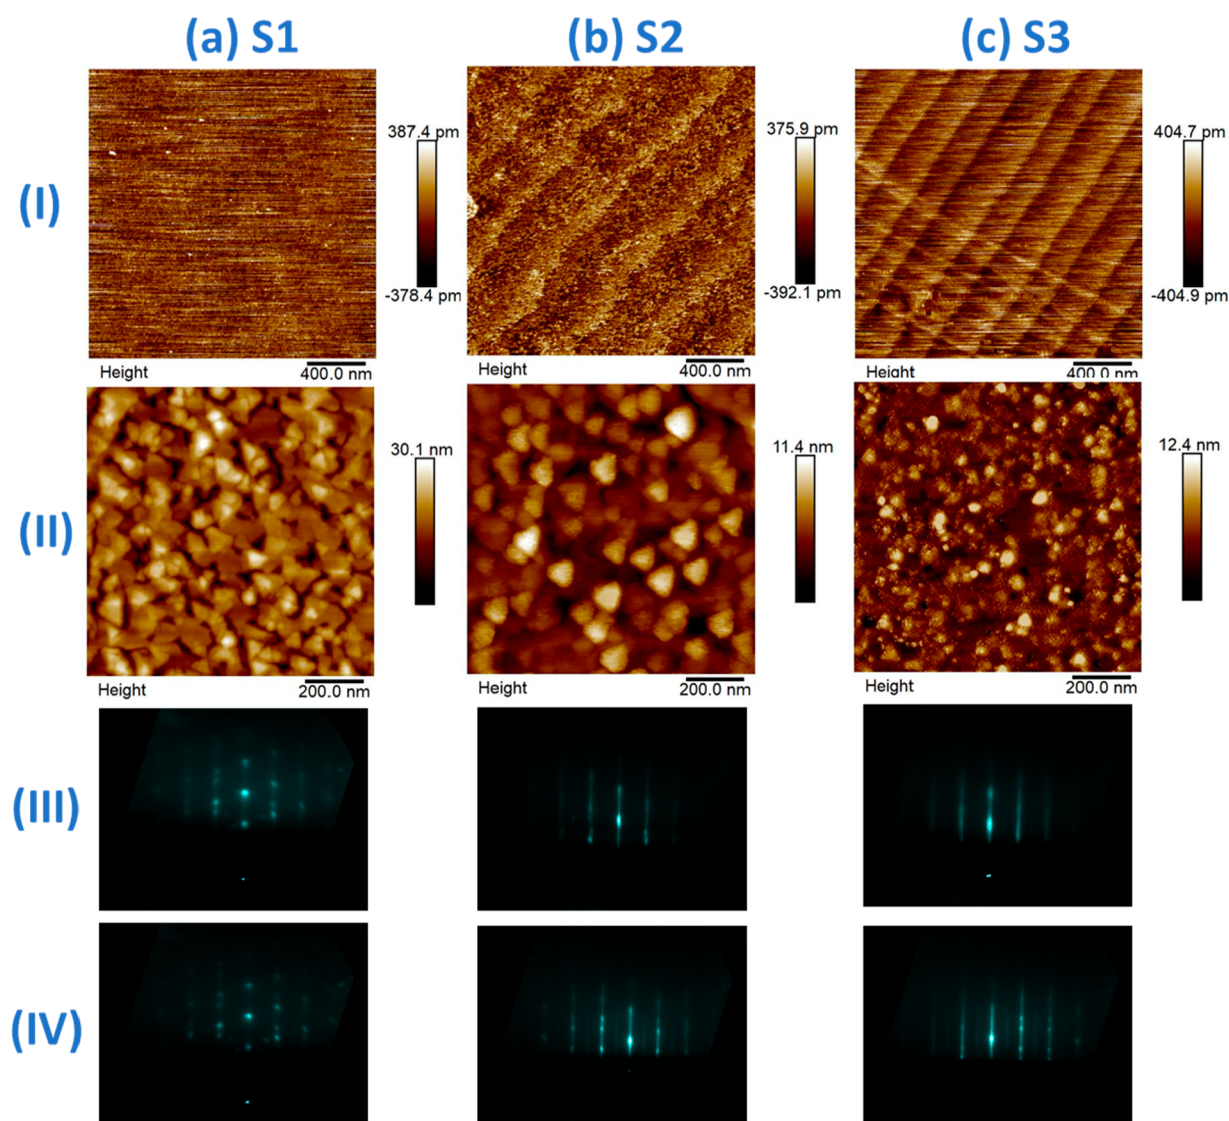 (a) S1
(b) S2
(c) S3
(I)
387.4 pm
-378.4 pm
Height
400.0 nm
375.9 pm
-392.1 pm
Height
400.0 nm
404.7 pm
-404.9 pm
Height
400.0 nm
(II)
30.1 nm
Height
200.0 nm
11.4 nm
Height
200.0 nm
12.4 nm
Height
200.0 nm
(III)
(IV)